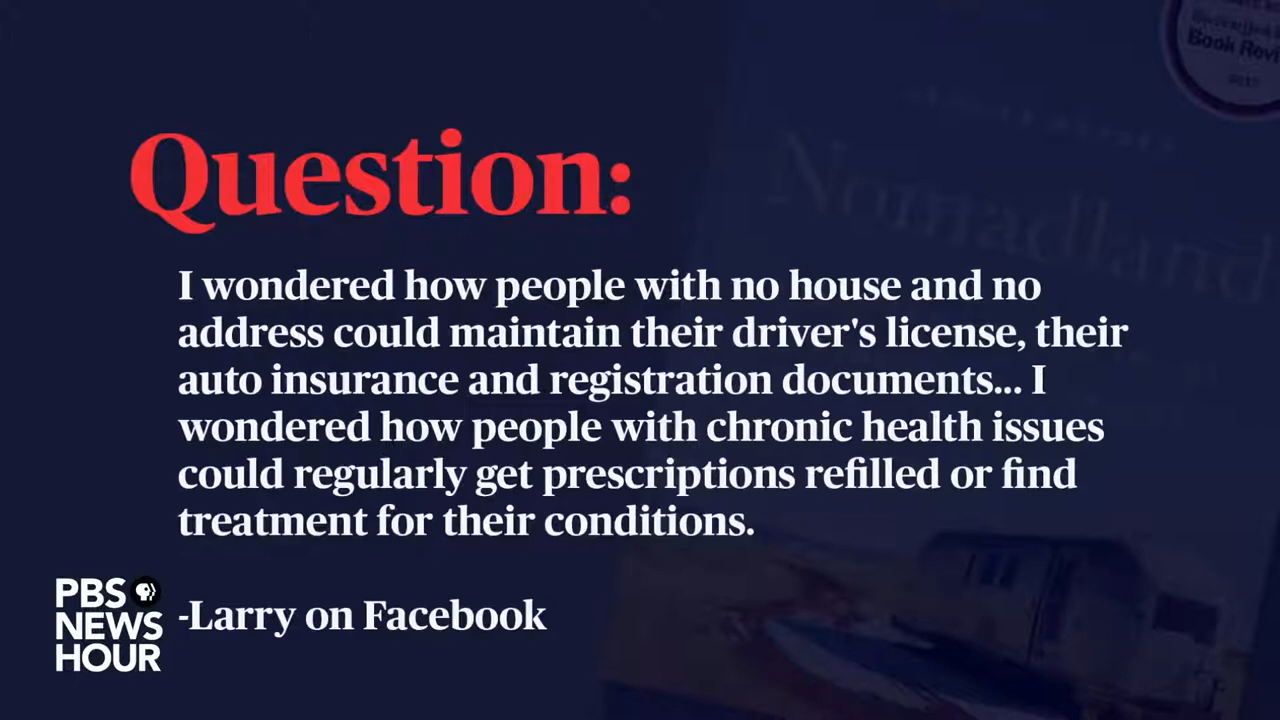 Book Revi
Nomadland
Question:
I wondered how people with no house and no
address could maintain their driver's license, their
auto insurance and registration documents... I
wondered how people with chronic health issues
could regularly get prescriptions refilled or find
treatment for their conditions.
-Larry on Facebook
PBS
NEWS
HOUR